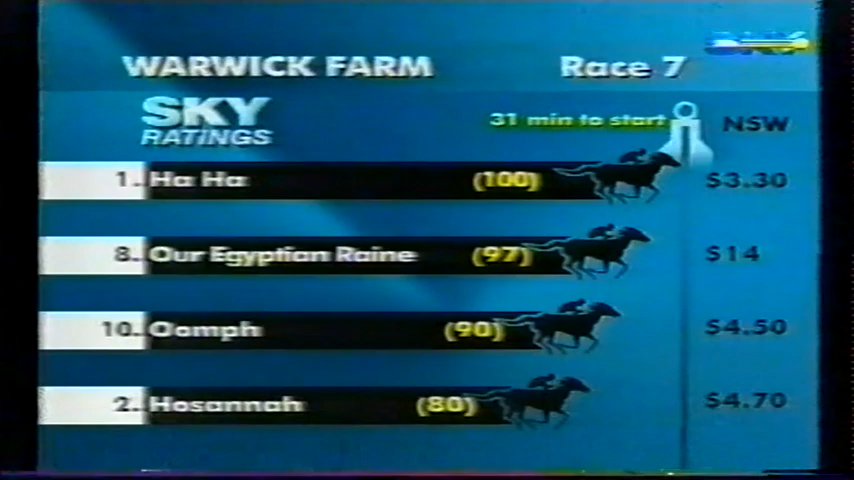 WARWICK FARM Race 7
SKY
RATINGS
31 min to start NSW
1. Ha Ha (100) $3.30
8. Our Egyptian Raine (97) $14
10. Oomph (90) $4.50
2. Hosannah (80) $4.70